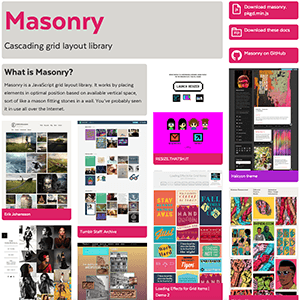 Masonry
Cascading grid layout library
Download masonry.
pkgd.min.js
Download these docs
Masonry on GitHub
What is Masonry?
Masonry is a JavaScript grid layout library. It works by placing
elements in optimal position based on available vertical space,
sort of like a mason fitting stones in a wall. You've probably seen
it in use all over the Internet.
LAUNCH RESIZER
RESIZE.THATSH.IT
Halcyon theme
Erik Johansson
Tumblr Staff Archive
STAY
AWAY
HAND
FALL
Loading Effects for Grid Items |
Demo 2